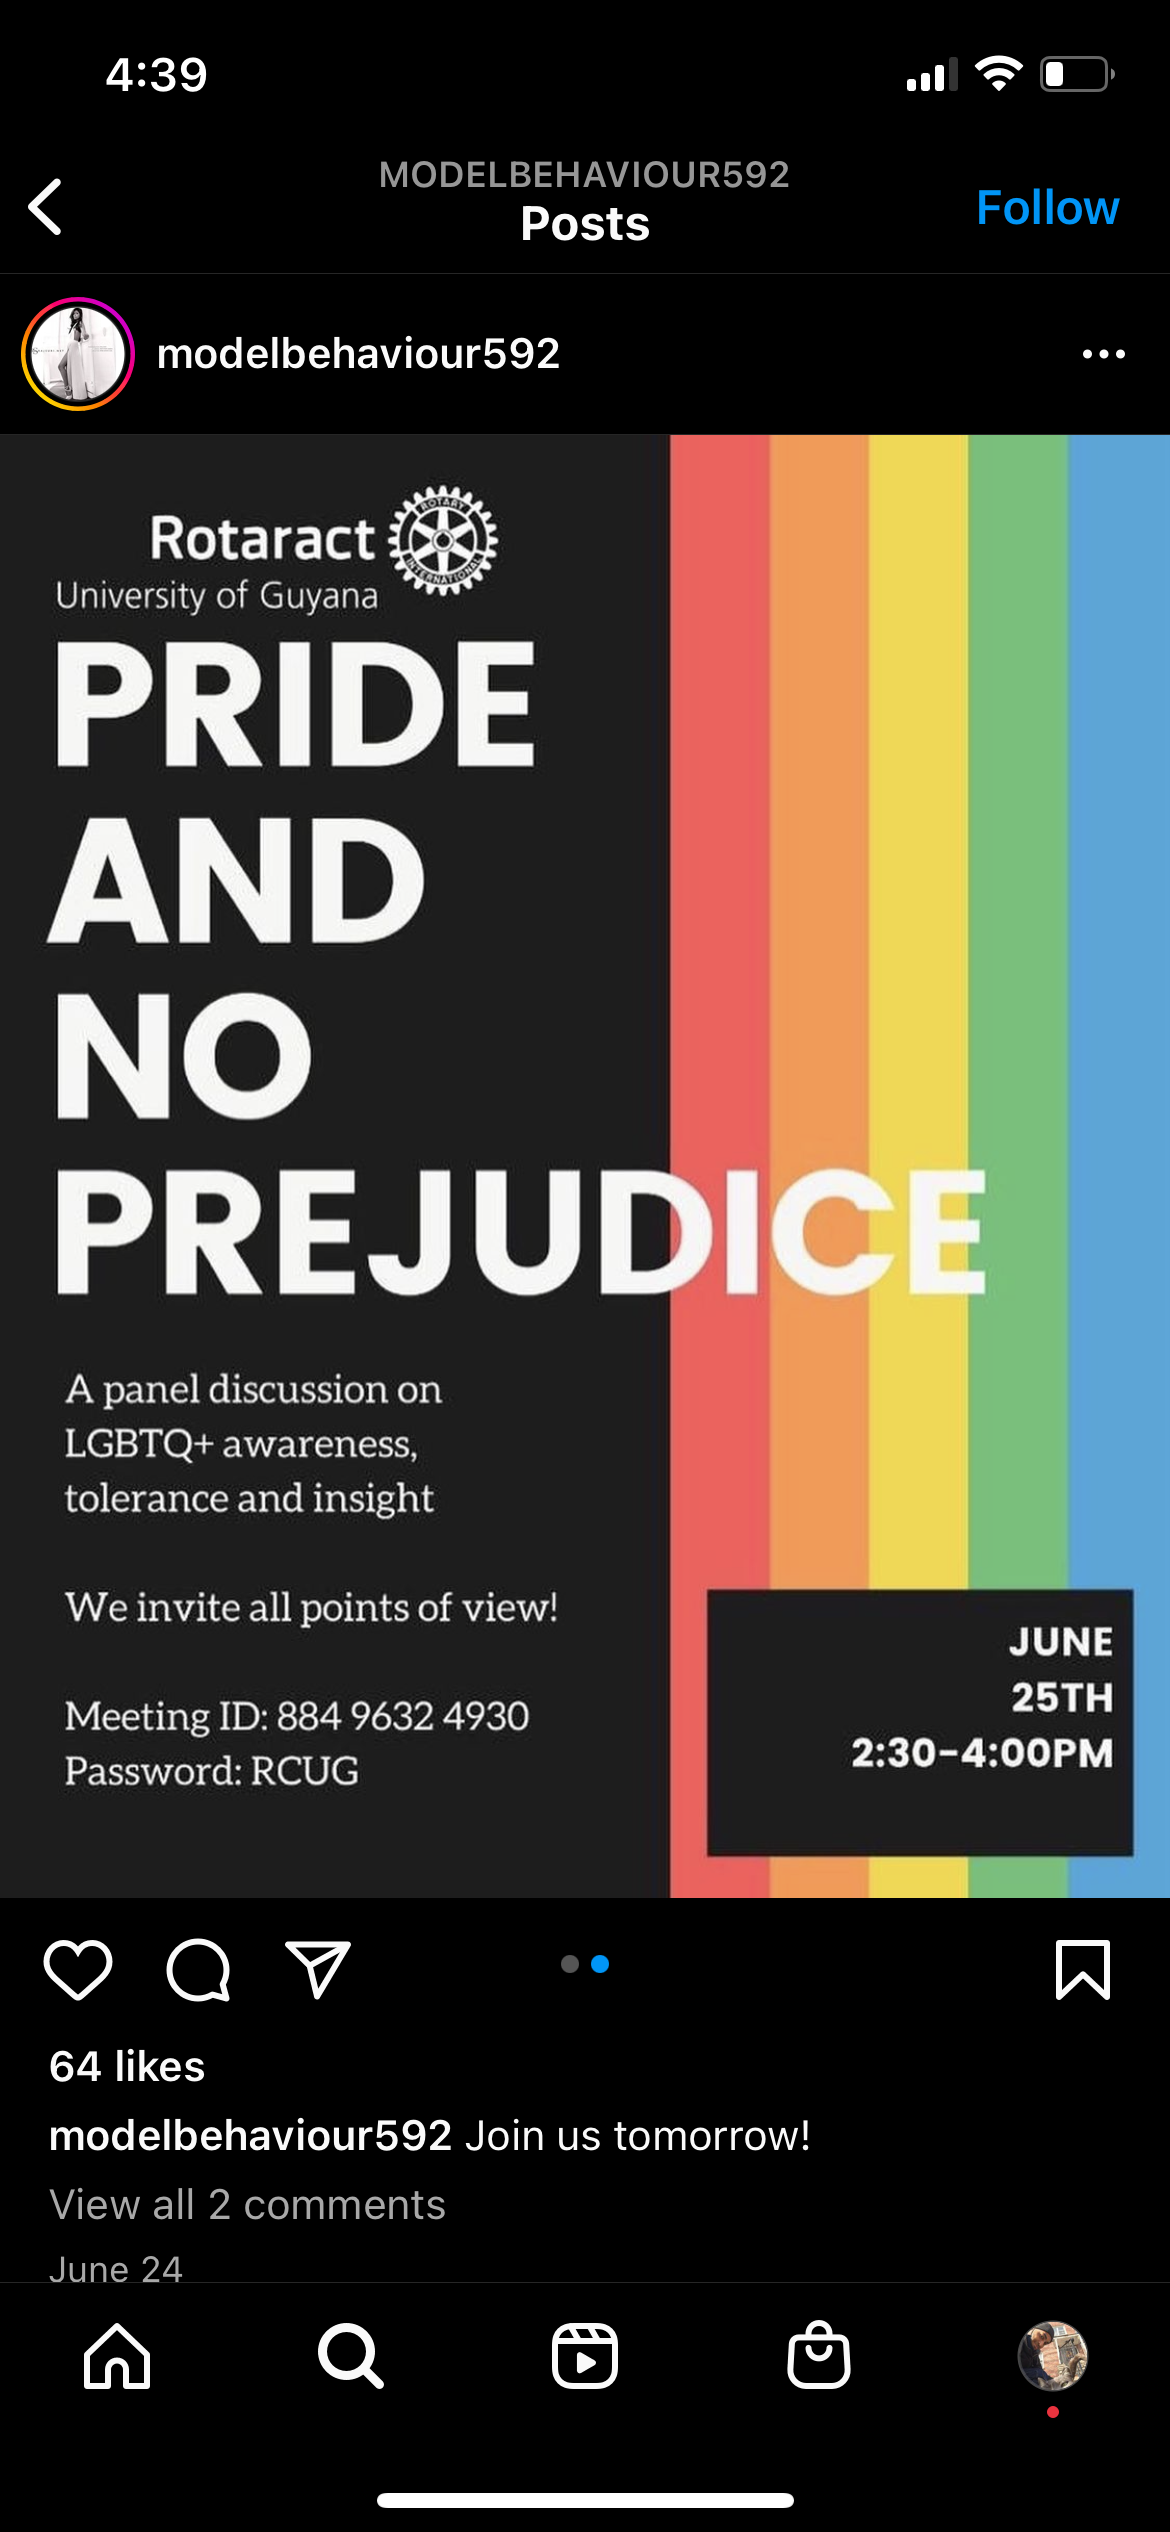 4:39
MODELBEHAVIOUR592
Posts
Follow
modelbehaviour592
Rotaract
ROTARY
INTERNATIONAL
University of Guyana
PRIDE
AND
NO
PREJUDICE
A panel discussion on
LGBTQ+ awareness,
tolerance and insight
We invite all points of view!
Meeting ID: 884 9632 4930
Password: RCUG
JUNE
25TH
2:30-4:00PM
64 likes
modelbehaviour592 Join us tomorrow!
View all 2 comments
June 24